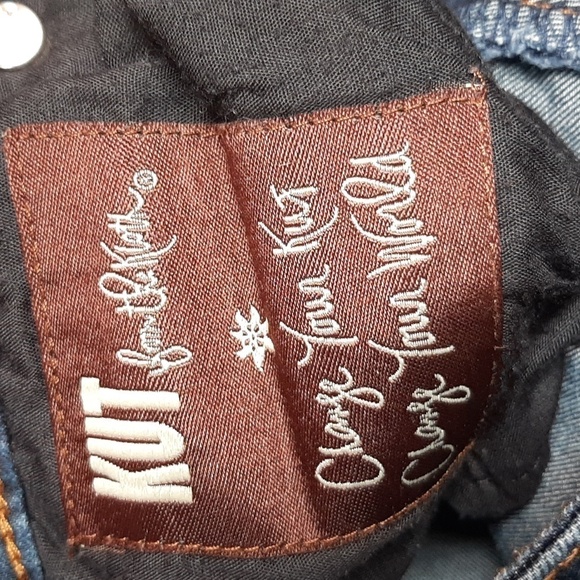 KUT from the Kloth®
Change Your Kut
Change Your World